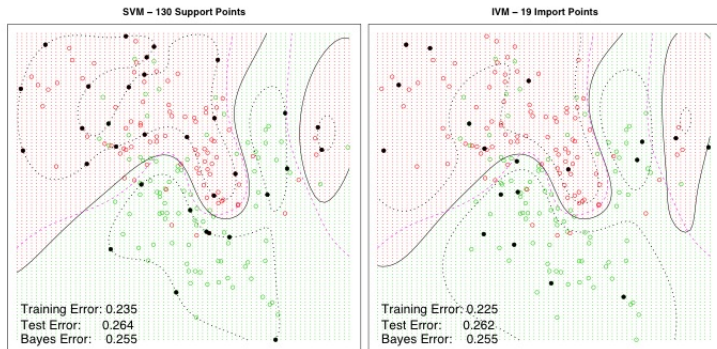 SVM – 130 Support Points
Training Error: 0.235
Test Error: 0.264
Bayes Error: 0.255
IVM – 19 Import Points
Training Error: 0.225
Test Error: 0.262
Bayes Error: 0.255